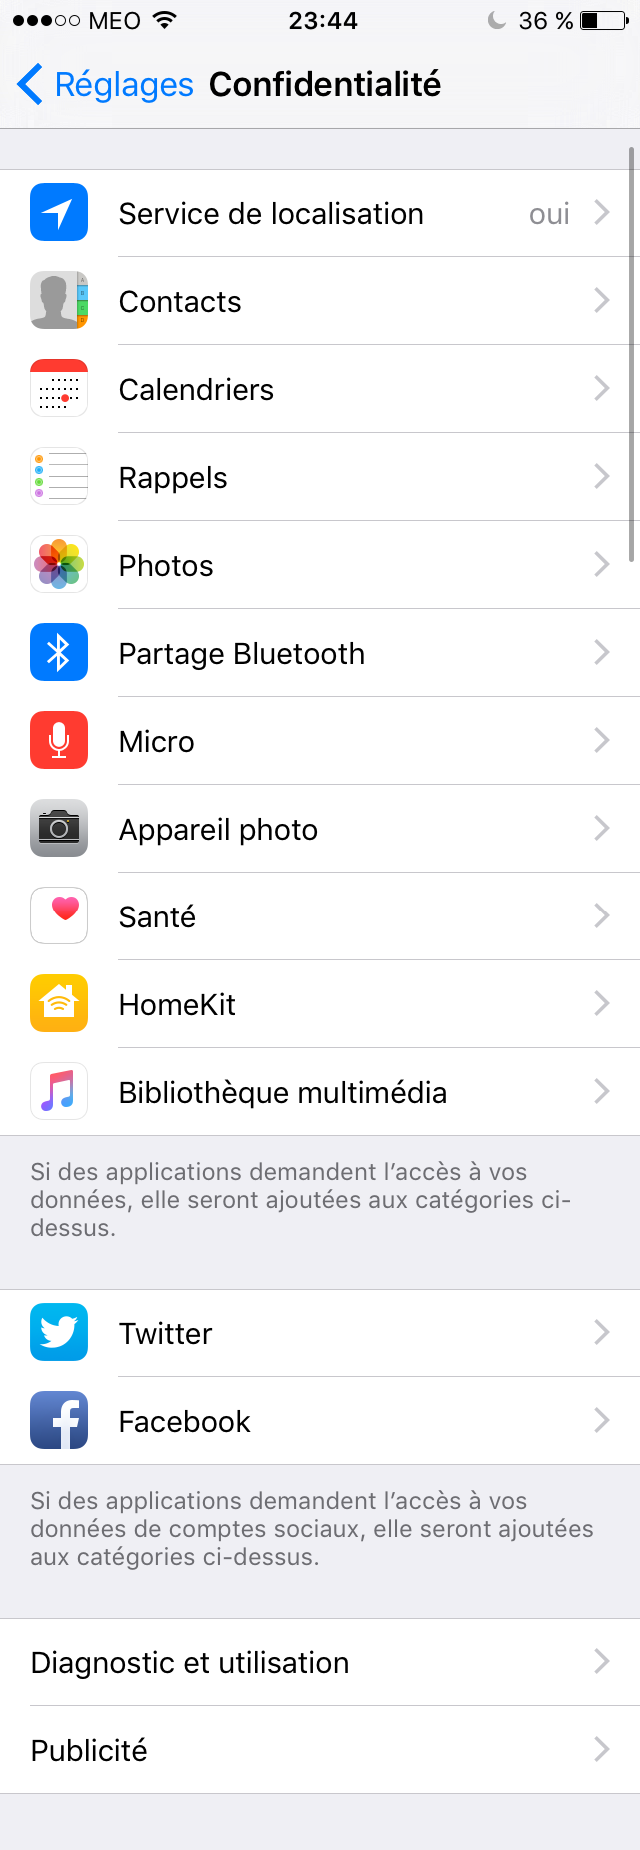 MEO 23:44 36 %
Réglages Confidentialité
Service de localisation oui
Contacts
Calendriers
Rappels
Photos
Partage Bluetooth
Micro
Appareil photo
Santé
HomeKit
Bibliothèque multimédia
Si des applications demandent l’accès à vos
données, elle seront ajoutées aux catégories ci-
dessus.
Twitter
Facebook
Si des applications demandent l’accès à vos
données de comptes sociaux, elle seront ajoutées
aux catégories ci-dessus.
Diagnostic et utilisation
Publicité